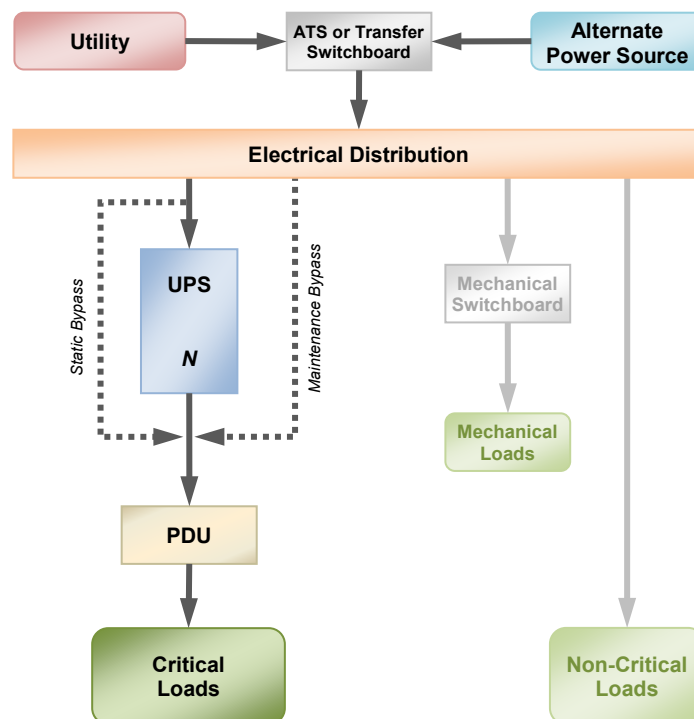 Utility
ATS or Transfer
Switchboard
Alternate
Power Source
Electrical Distribution
Static Bypass
UPS
N
Maintenance Bypass
Mechanical
Switchboard
Mechanical
Loads
PDU
Critical
Loads
Non-Critical
Loads